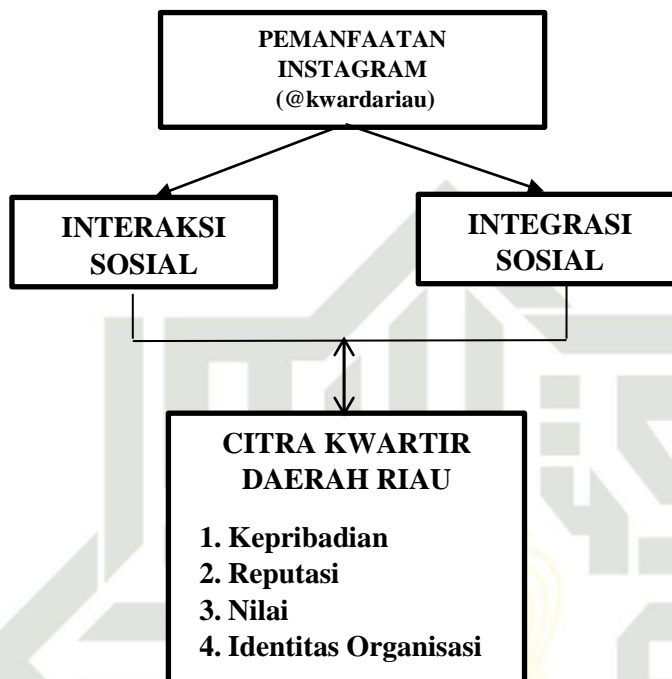 PEMANFAATAN
INSTAGRAM
(@kwardariau)
INTERAKSI
SOSIAL
INTEGRASI
SOSIAL
CITRA KWARTIR
DAERAH RIAU
1. Kepribadian
2. Reputasi
3. Nilai
4. Identitas Organisasi